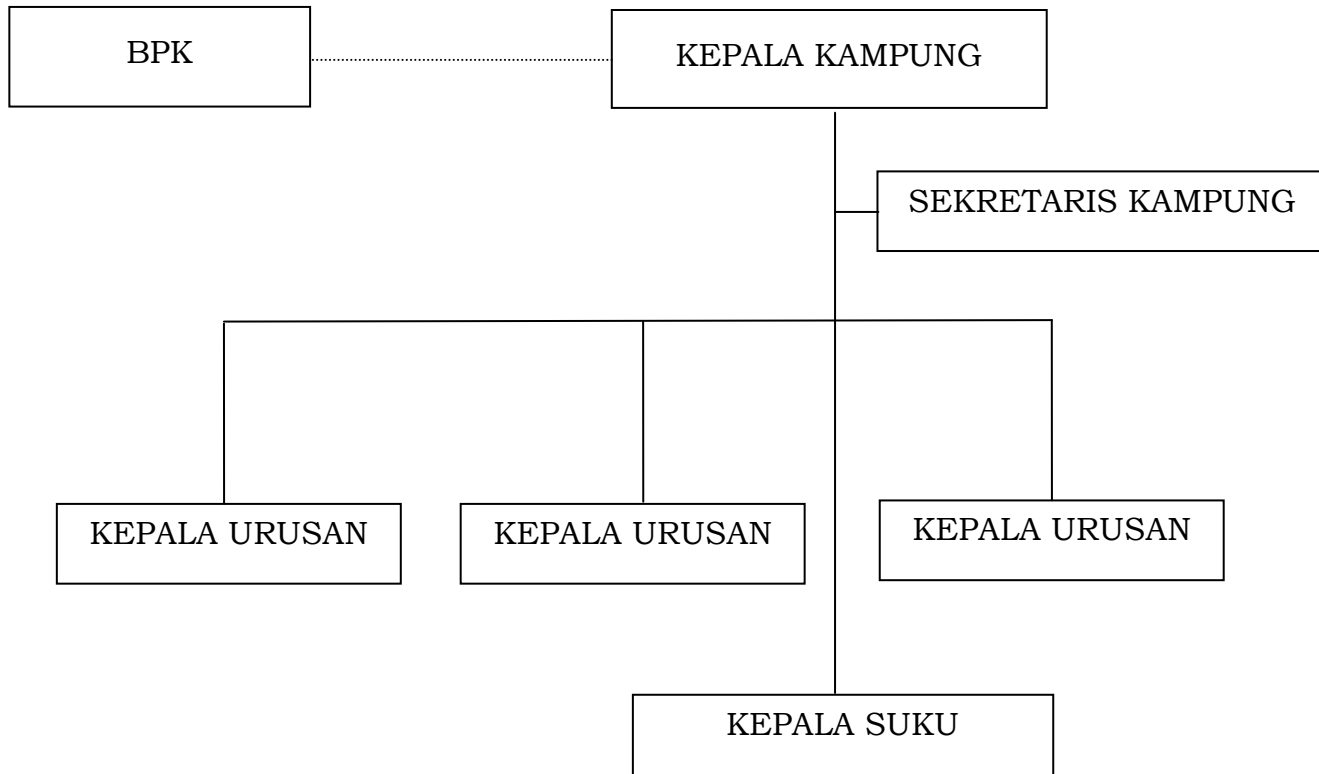 BPK
KEPALA KAMPUNG
SEKRETARIS KAMPUNG
KEPALA URUSAN
KEPALA URUSAN
KEPALA URUSAN
KEPALA SUKU